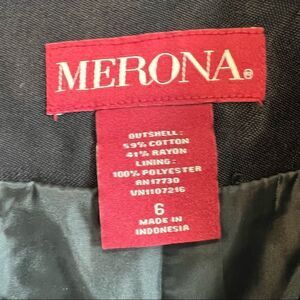 MERONA®
OUTSHELL:
59% COTTON
41% RAYON
LINING:
100% POLYESTER
RN17730
VN1107216
6
MADE IN
INDONESIA